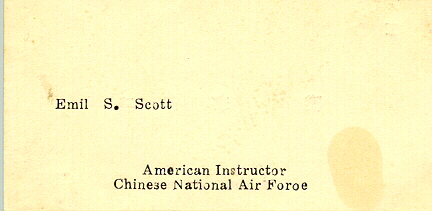 Emil S. Scott
American Instructor
Chinese National Air Force